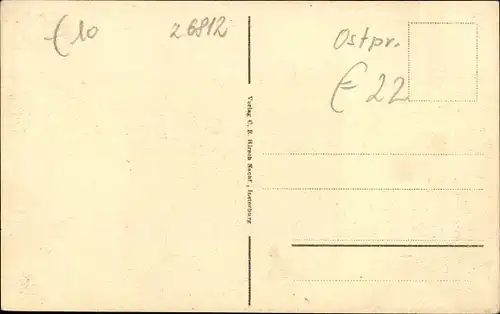 €10
26812
Ostpr.
€22
Verlag C. R. Hirsch Nachf., Insterburg